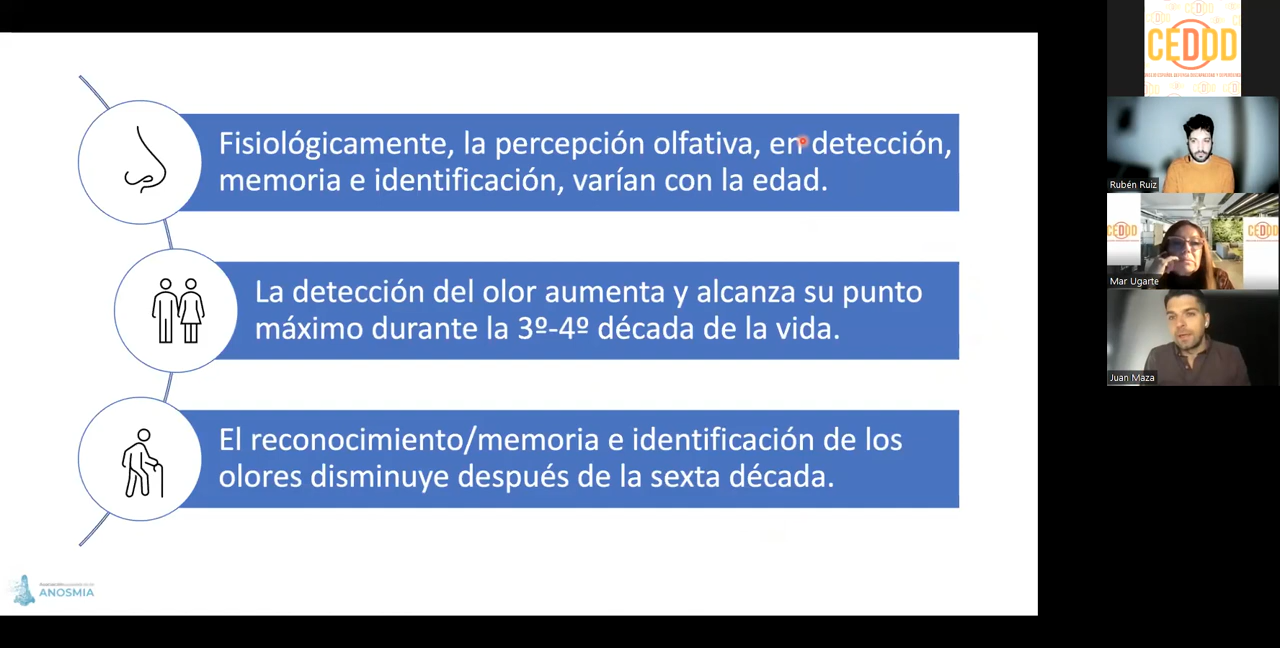 Fisiológicamente, la percepción olfativa, en detección,
memoria e identificación, varían con la edad.
La detección del olor aumenta y alcanza su punto
máximo durante la 3º-4º década de la vida.
El reconocimiento/memoria e identificación de los
olores disminuye después de la sexta década.
ANOSMIA
CEDDD
Rubén Ruiz
CEDDD
CEDDD
Mar Ugarte
Juan Maza